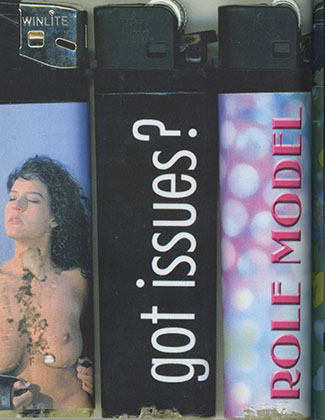 WINLITE
got issues?
ROLE MODEL